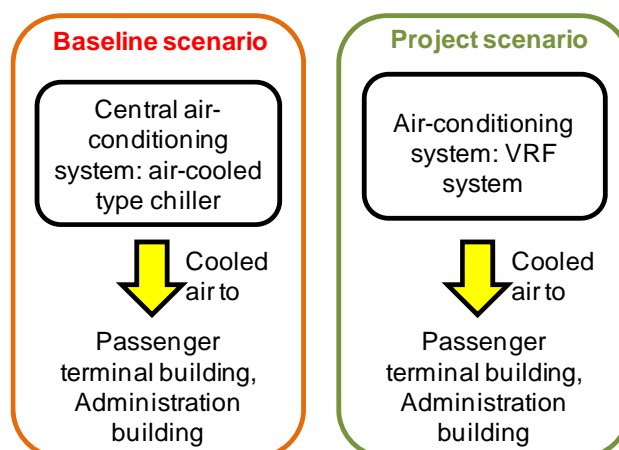 Baseline scenario
Central air-
conditioning
system: air-cooled
type chiller
Cooled
air to
Passenger
terminal building,
Administration
building
Project scenario
Air-conditioning
system: VRF
system
Cooled
air to
Passenger
terminal building,
Administration
building